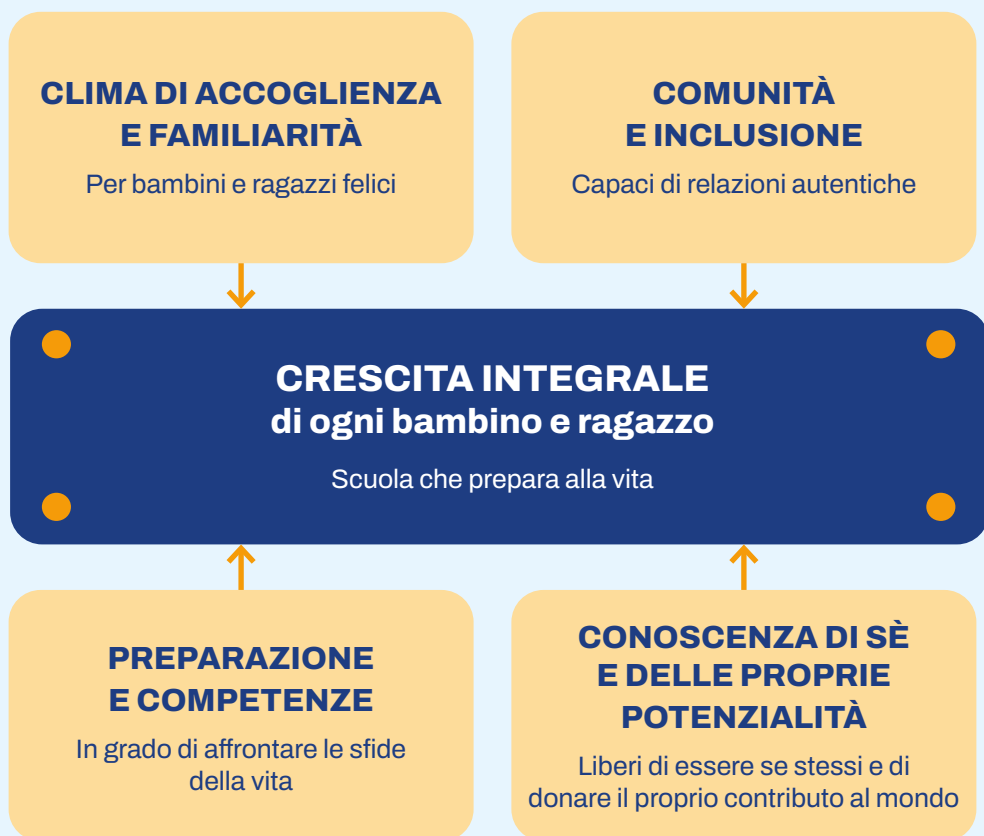 CLIMA DI ACCOGLIENZA
E FAMILIARITÀ
Per bambini e ragazzi felici
COMUNITÀ
E INCLUSIONE
Capaci di relazioni autentiche
CRESCITA INTEGRALE
di ogni bambino e ragazzo
Scuola che prepara alla vita
PREPARAZIONE
E COMPETENZE
In grado di affrontare le sfide
della vita
CONOSCENZA DI SÈ
E DELLE PROPRIE
POTENZIALITÀ
Liberi di essere se stessi e di
donare il proprio contributo al mondo